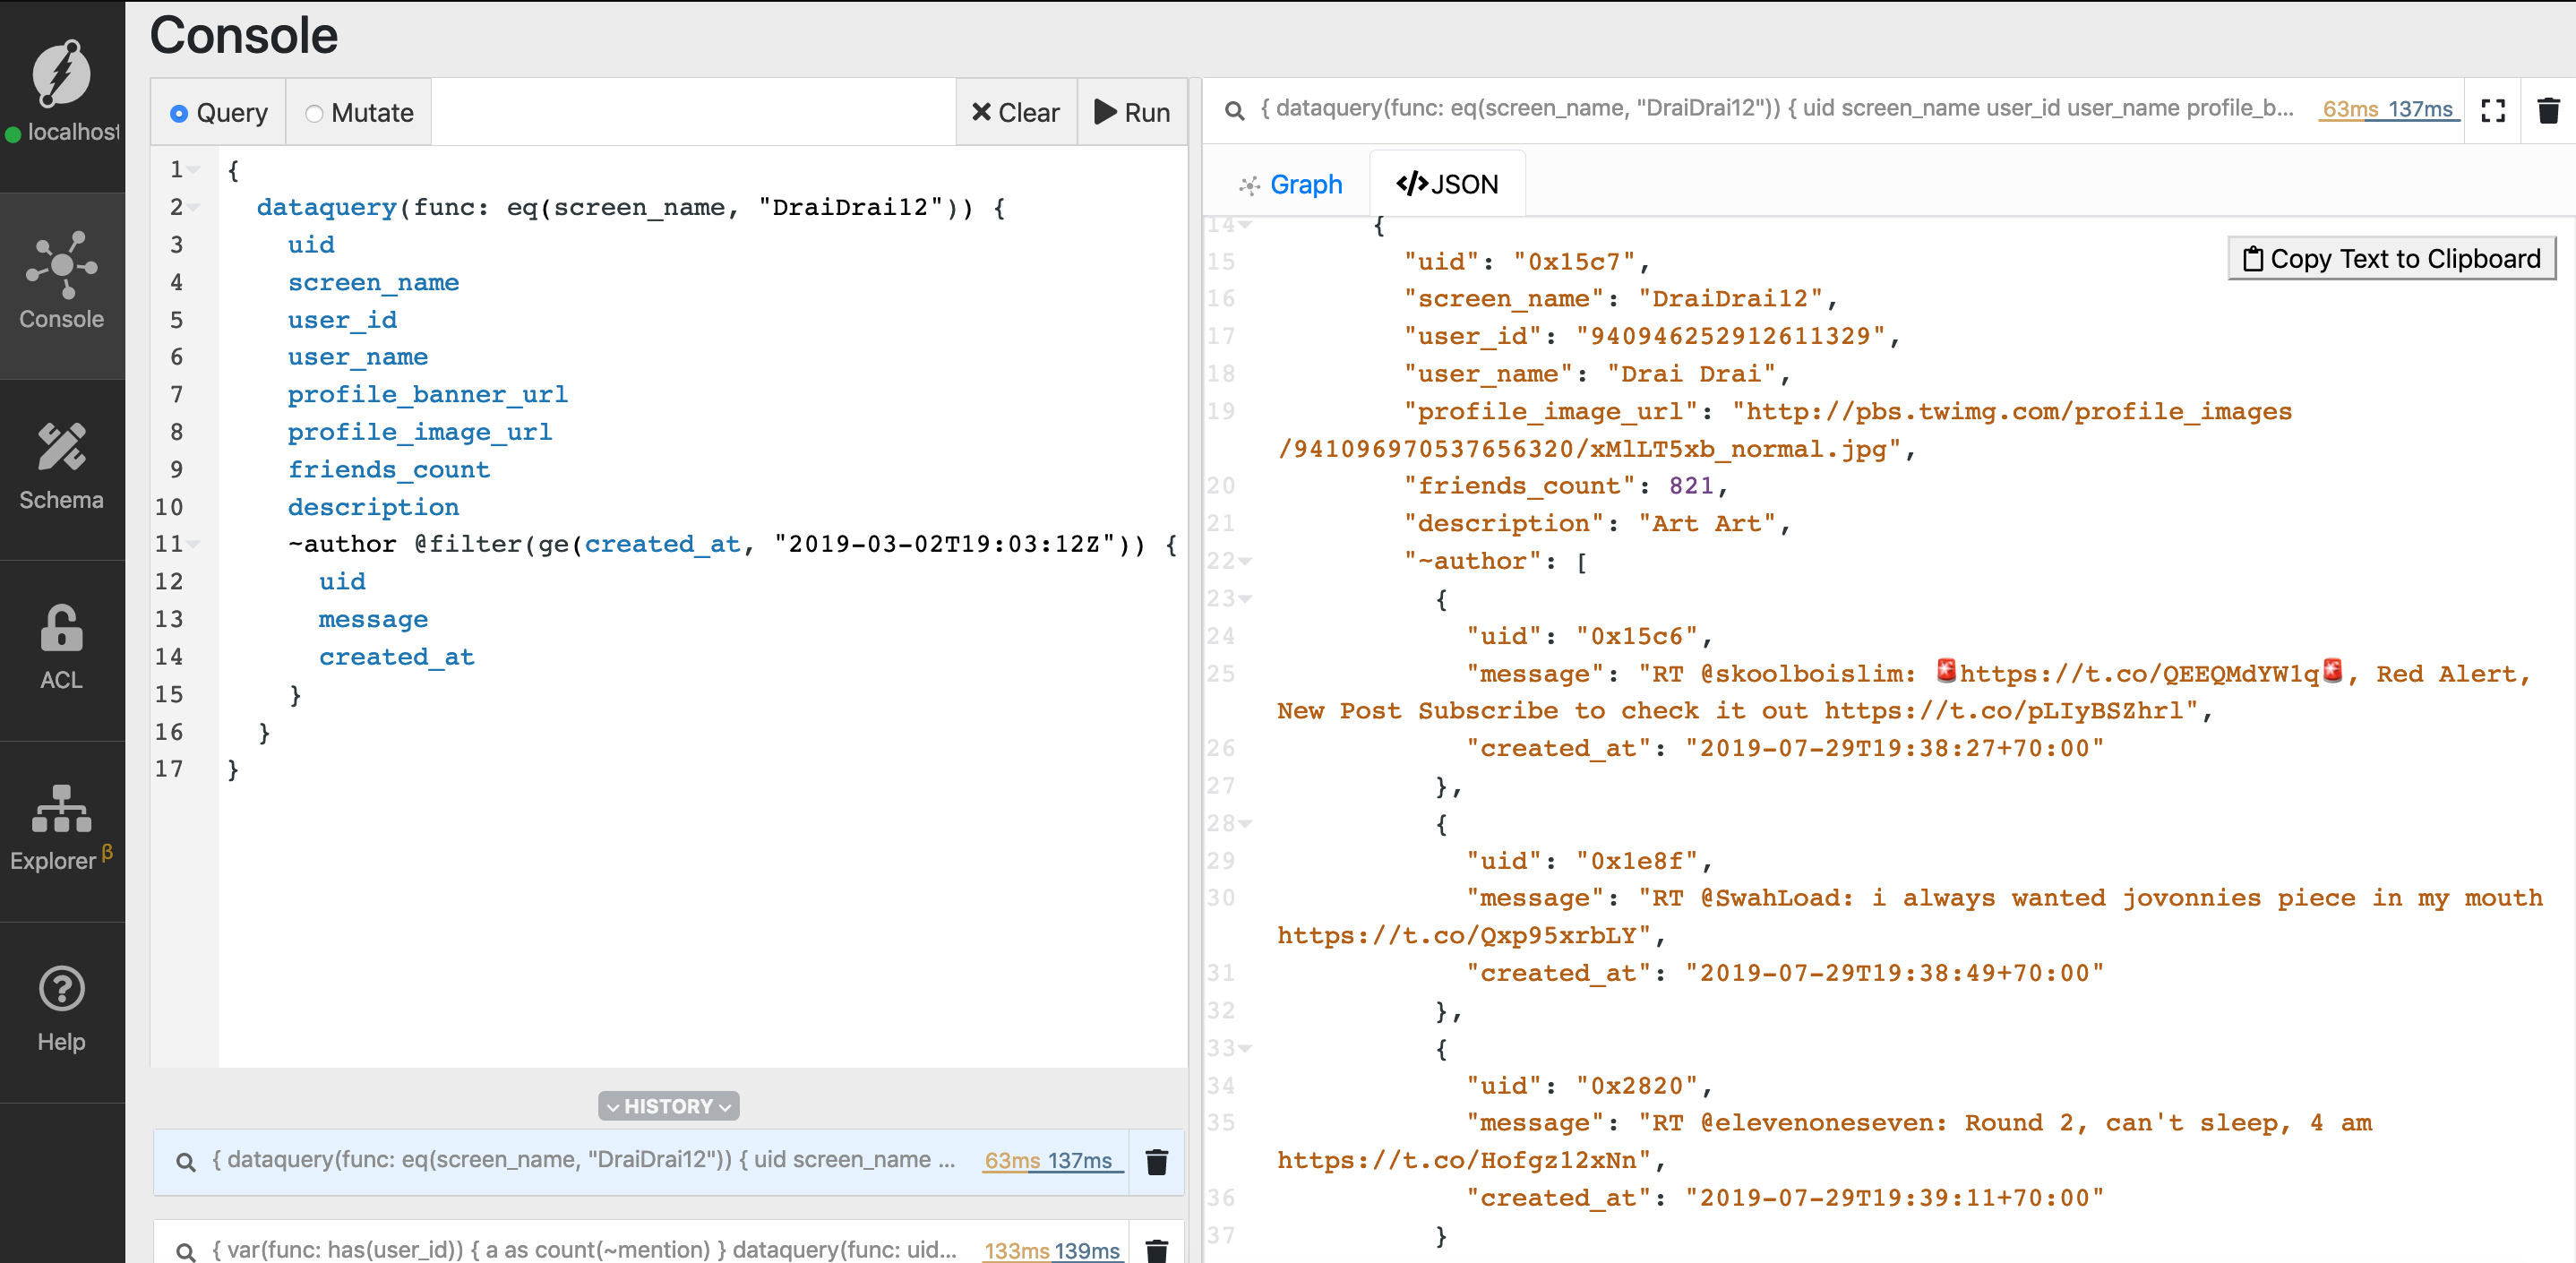 Console
localhost
Console
Schema
ACL
Explorer β
Help
Query
Mutate
Clear
Run
1 {
2 dataquery(func: eq(screen_name, "DraiDrai12")) {
3 uid
4 screen_name
5 user_id
6 user_name
7 profile_banner_url
8 profile_image_url
9 friends_count
10 description
11 ~author @filter(ge(created_at, "2019-03-02T19:03:12Z")) {
12 uid
13 message
14 created_at
15 }
16 }
17 }
HISTORY
{ dataquery(func: eq(screen_name, "DraiDrai12")) { uid screen_name ... 63ms 137ms
{ var(func: has(user_id)) { a as count(~mention) } dataquery(func: uid... 133ms 139ms
{ dataquery(func: eq(screen_name, "DraiDrai12")) { uid screen_name user_id user_name profile_b... 63ms 137ms
Graph
</>JSON
Copy Text to Clipboard
14 {
15 "uid": "0x15c7",
16 "screen_name": "DraiDrai12",
17 "user_id": "940946252912611329",
18 "user_name": "Drai Drai",
19 "profile_image_url": "http://pbs.twimg.com/profile_images
/941096970537656320/xMlLT5xb_normal.jpg",
20 "friends_count": 821,
21 "description": "Art Art",
22 "~author": [
23 {
24 "uid": "0x15c6",
25 "message": "RT @skoolboislim: 🚨https://t.co/QEEQMdYW1q🚨, Red Alert,
New Post Subscribe to check it out https://t.co/pLIyBSZhrl",
26 "created_at": "2019-07-29T19:38:27+70:00"
27 },
28 {
29 "uid": "0x1e8f",
30 "message": "RT @SwahLoad: i always wanted jovonnies piece in my mouth
https://t.co/Qxp95xrbLY",
31 "created_at": "2019-07-29T19:38:49+70:00"
32 },
33 {
34 "uid": "0x2820",
35 "message": "RT @elevenoneseven: Round 2, can't sleep, 4 am
https://t.co/Hofgz12xNn",
36 "created_at": "2019-07-29T19:39:11+70:00"
37 }